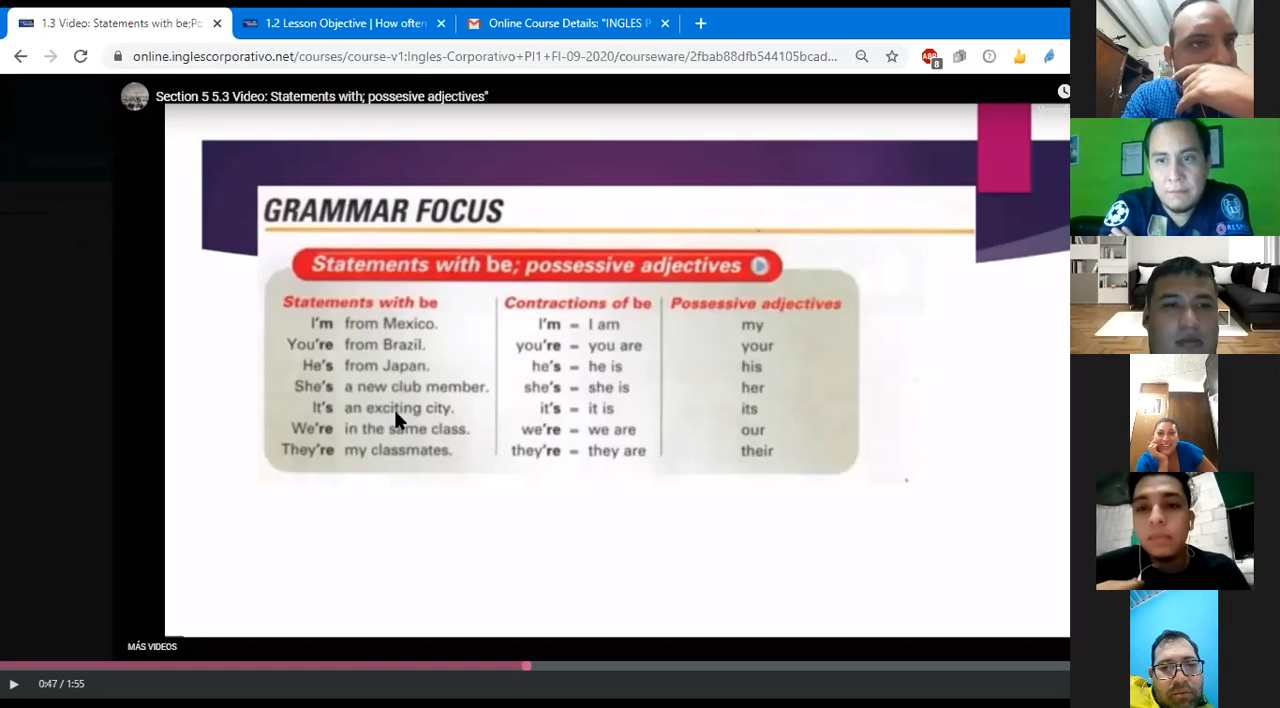 1.3 Video: Statements with be;Po
1.2 Lesson Objective | How often
Online Course Details: "INGLES P
online.inglescorporativo.net/courses/course-v1:Ingles-Corporativo+PI1+FI-09-2020/courseware/2fbab88dfb544105bcad...
8
Section 5 5.3 Video: Statements with; possesive adjectives"
GRAMMAR FOCUS
Statements with be; possessive adjectives
Statements with be Contractions of be Possessive adjectives
I'm from Mexico. I'm = I am my
You're from Brazil. you're = you are your
He's from Japan. he's = he is his
She's a new club member. she's = she is her
It's an exciting city. it's = it is its
We're in the same class. we're = we are our
They're my classmates. they're = they are their
MÁS VIDEOS
0:47 / 1:55